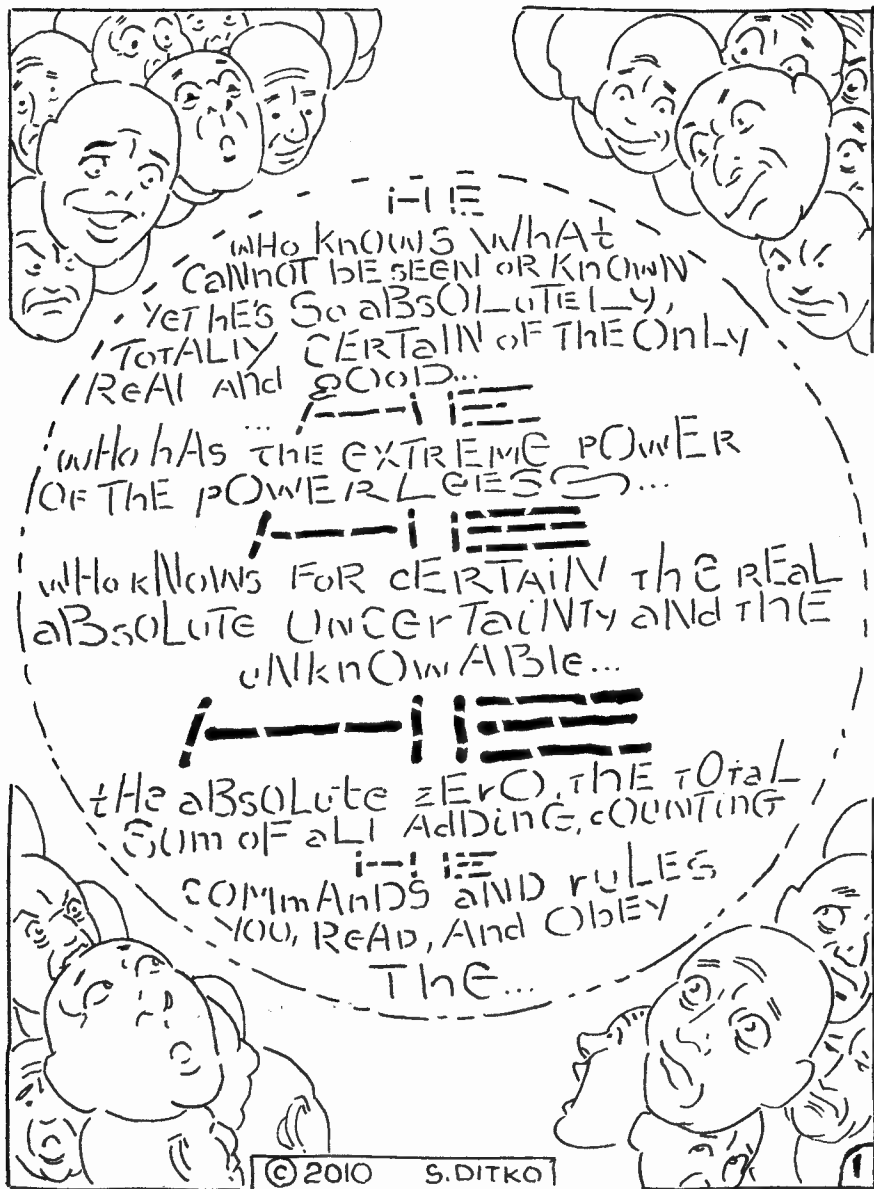 HE
wHo knOWS WhAt
CaNnOT bE SEEN OR KnOwN
YET hE'S So aBsOLuTELLy,
TOTALLY CERTaIN oF ThE OnLy
REAl And gOOD...
HE
... wHo hAs ThE EXTREmE POwER
OF ThE pOWERLEESS...
HE
wHo kNOWS FOR cERTAiN ThE REaL
aBsOLuTE UNCErTaiNTy aND ThE
uNknOwABle...
HE
tHe aBsOLute zErO, ThE TOtaL
SUm oF aLl AdDinG, cOUNTiNG
HE
COMmAnDS aND ruLES
YOU, READ, And ObEY
ThE...
© 2010 S. DITKO
1